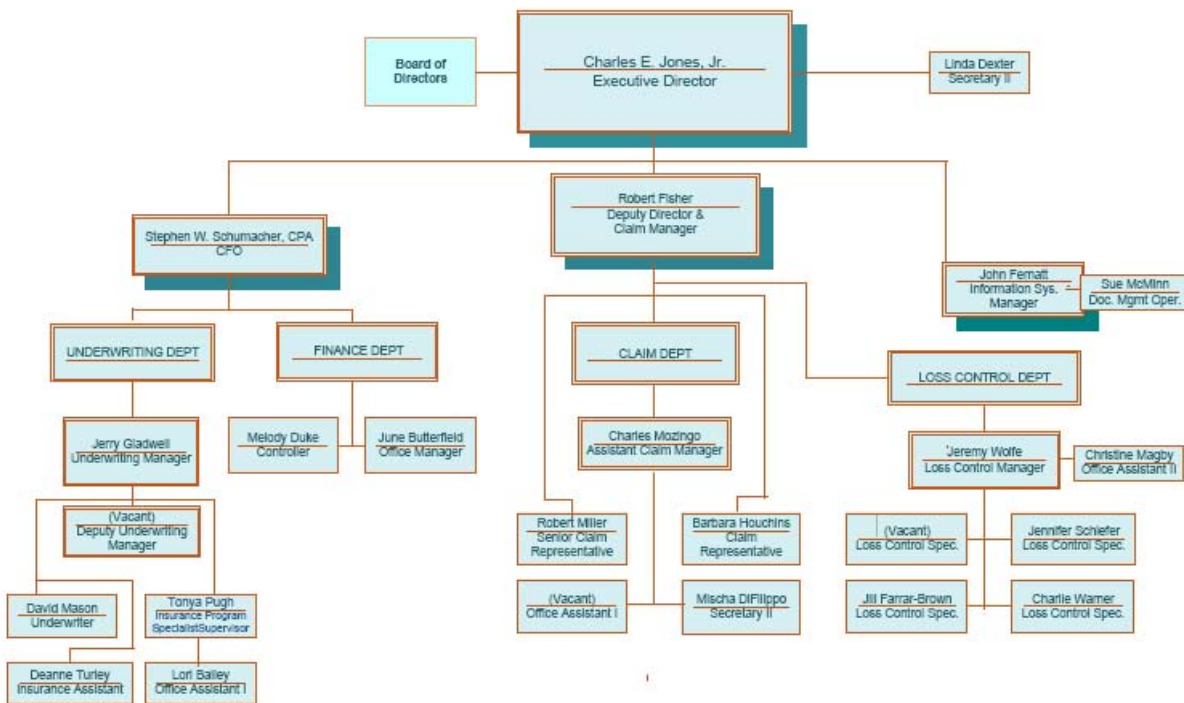 Board of
Directors
Charles E. Jones, Jr.
Executive Director
Linda Dexter
Secretary II
Stephen W. Schumacher, CPA
CFO
Robert Fisher
Deputy Director &
Claim Manager
John Fernatt
Information Sys.
Manager
Sue McMinn
Doc. Mgmt Oper.
UNDERWRITING DEPT
FINANCE DEPT
CLAIM DEPT
LOSS CONTROL DEPT
Jerry Gladwell
Underwriting Manager
Melody Duke
Controller
June Butterfield
Office Manager
Charles Mozingo
Assistant Claim Manager
Jeremy Wolfe
Loss Control Manager
Christine Magby
Office Assistant II
(Vacant)
Deputy Underwriting
Manager
Robert Miller
Senior Claim
Representative
Barbara Houchins
Claim
Representative
(Vacant)
Loss Control Spec.
Jennifer Schiefer
Loss Control Spec.
David Mason
Underwriter
Tonya Pugh
Insurance Program
SpecialistSupervisor
(Vacant)
Office Assistant I
Mischa DiFilippo
Secretary II
Jill Farrar-Brown
Loss Control Spec.
Charlie Warner
Loss Control Spec.
Deanne Turley
Insurance Assistant
Lori Bailey
Office Assistant I